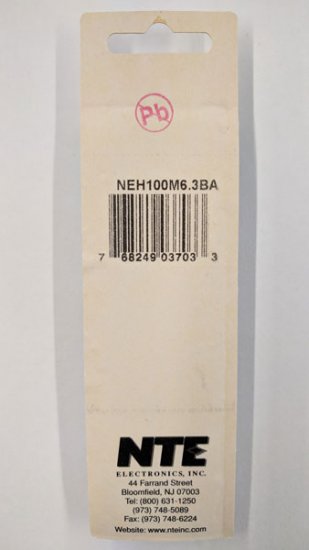 Pb
NEH100M6.3BA
7 68249 03703 3
NTE
ELECTRONICS, INC.
44 Farrand Street
Bloomfield, NJ 07003
Tel: (800) 631-1250
(973) 748-5089
Fax: (973) 748-6224
Website: www.nteinc.com